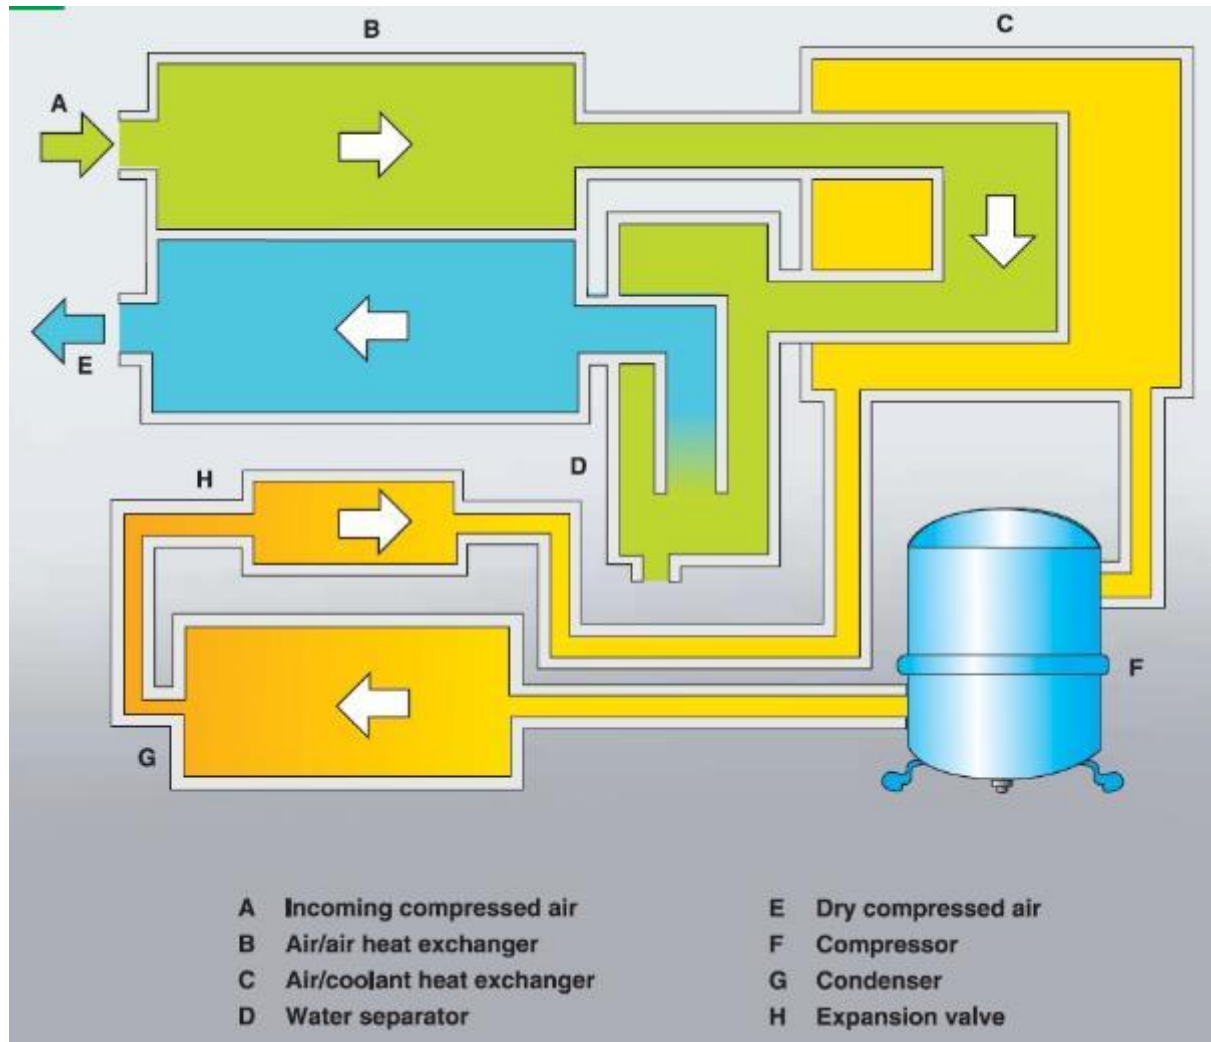 B
C
A
E
H
D
F
G
A Incoming compressed air
B Air/air heat exchanger
C Air/coolant heat exchanger
D Water separator
E Dry compressed air
F Compressor
G Condenser
H Expansion valve